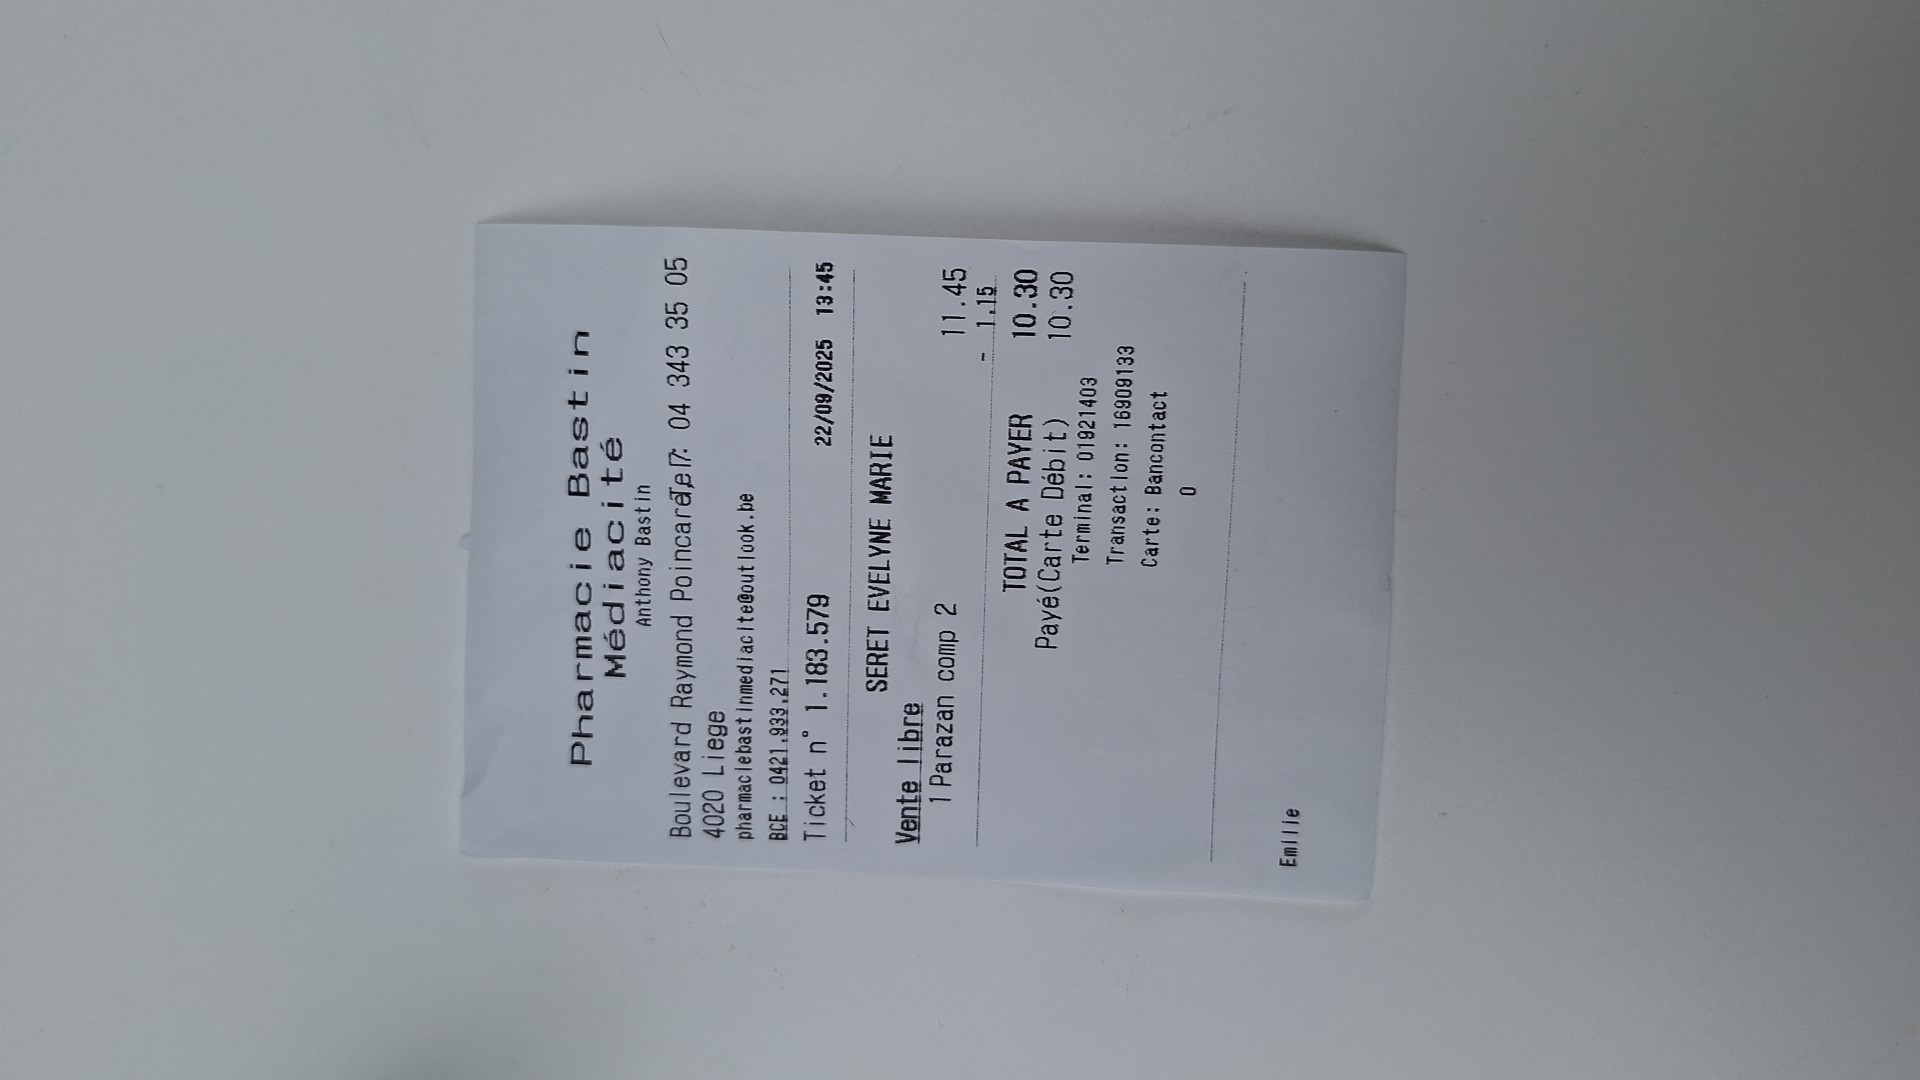 Pharmacie Bastin
Médiacité
Anthony Bastin
Boulevard Raymond Poincaré, 7 Tel : 04 343 35 05
4020 Liege
pharmaciebastinmediacite@outlook.be
BCE : 0421.933.271
Ticket n° 1.183.579 22/09/2025 13:45
SERET EVELYNE MARIE
Vente libre
1 Parazan comp 2 11.45
- 1.15
TOTAL A PAYER 10.30
Payé(Carte Débit) 10.30
Terminal: 01921403
Transaction: 16909133
Carte: Bancontact
0
Emilie